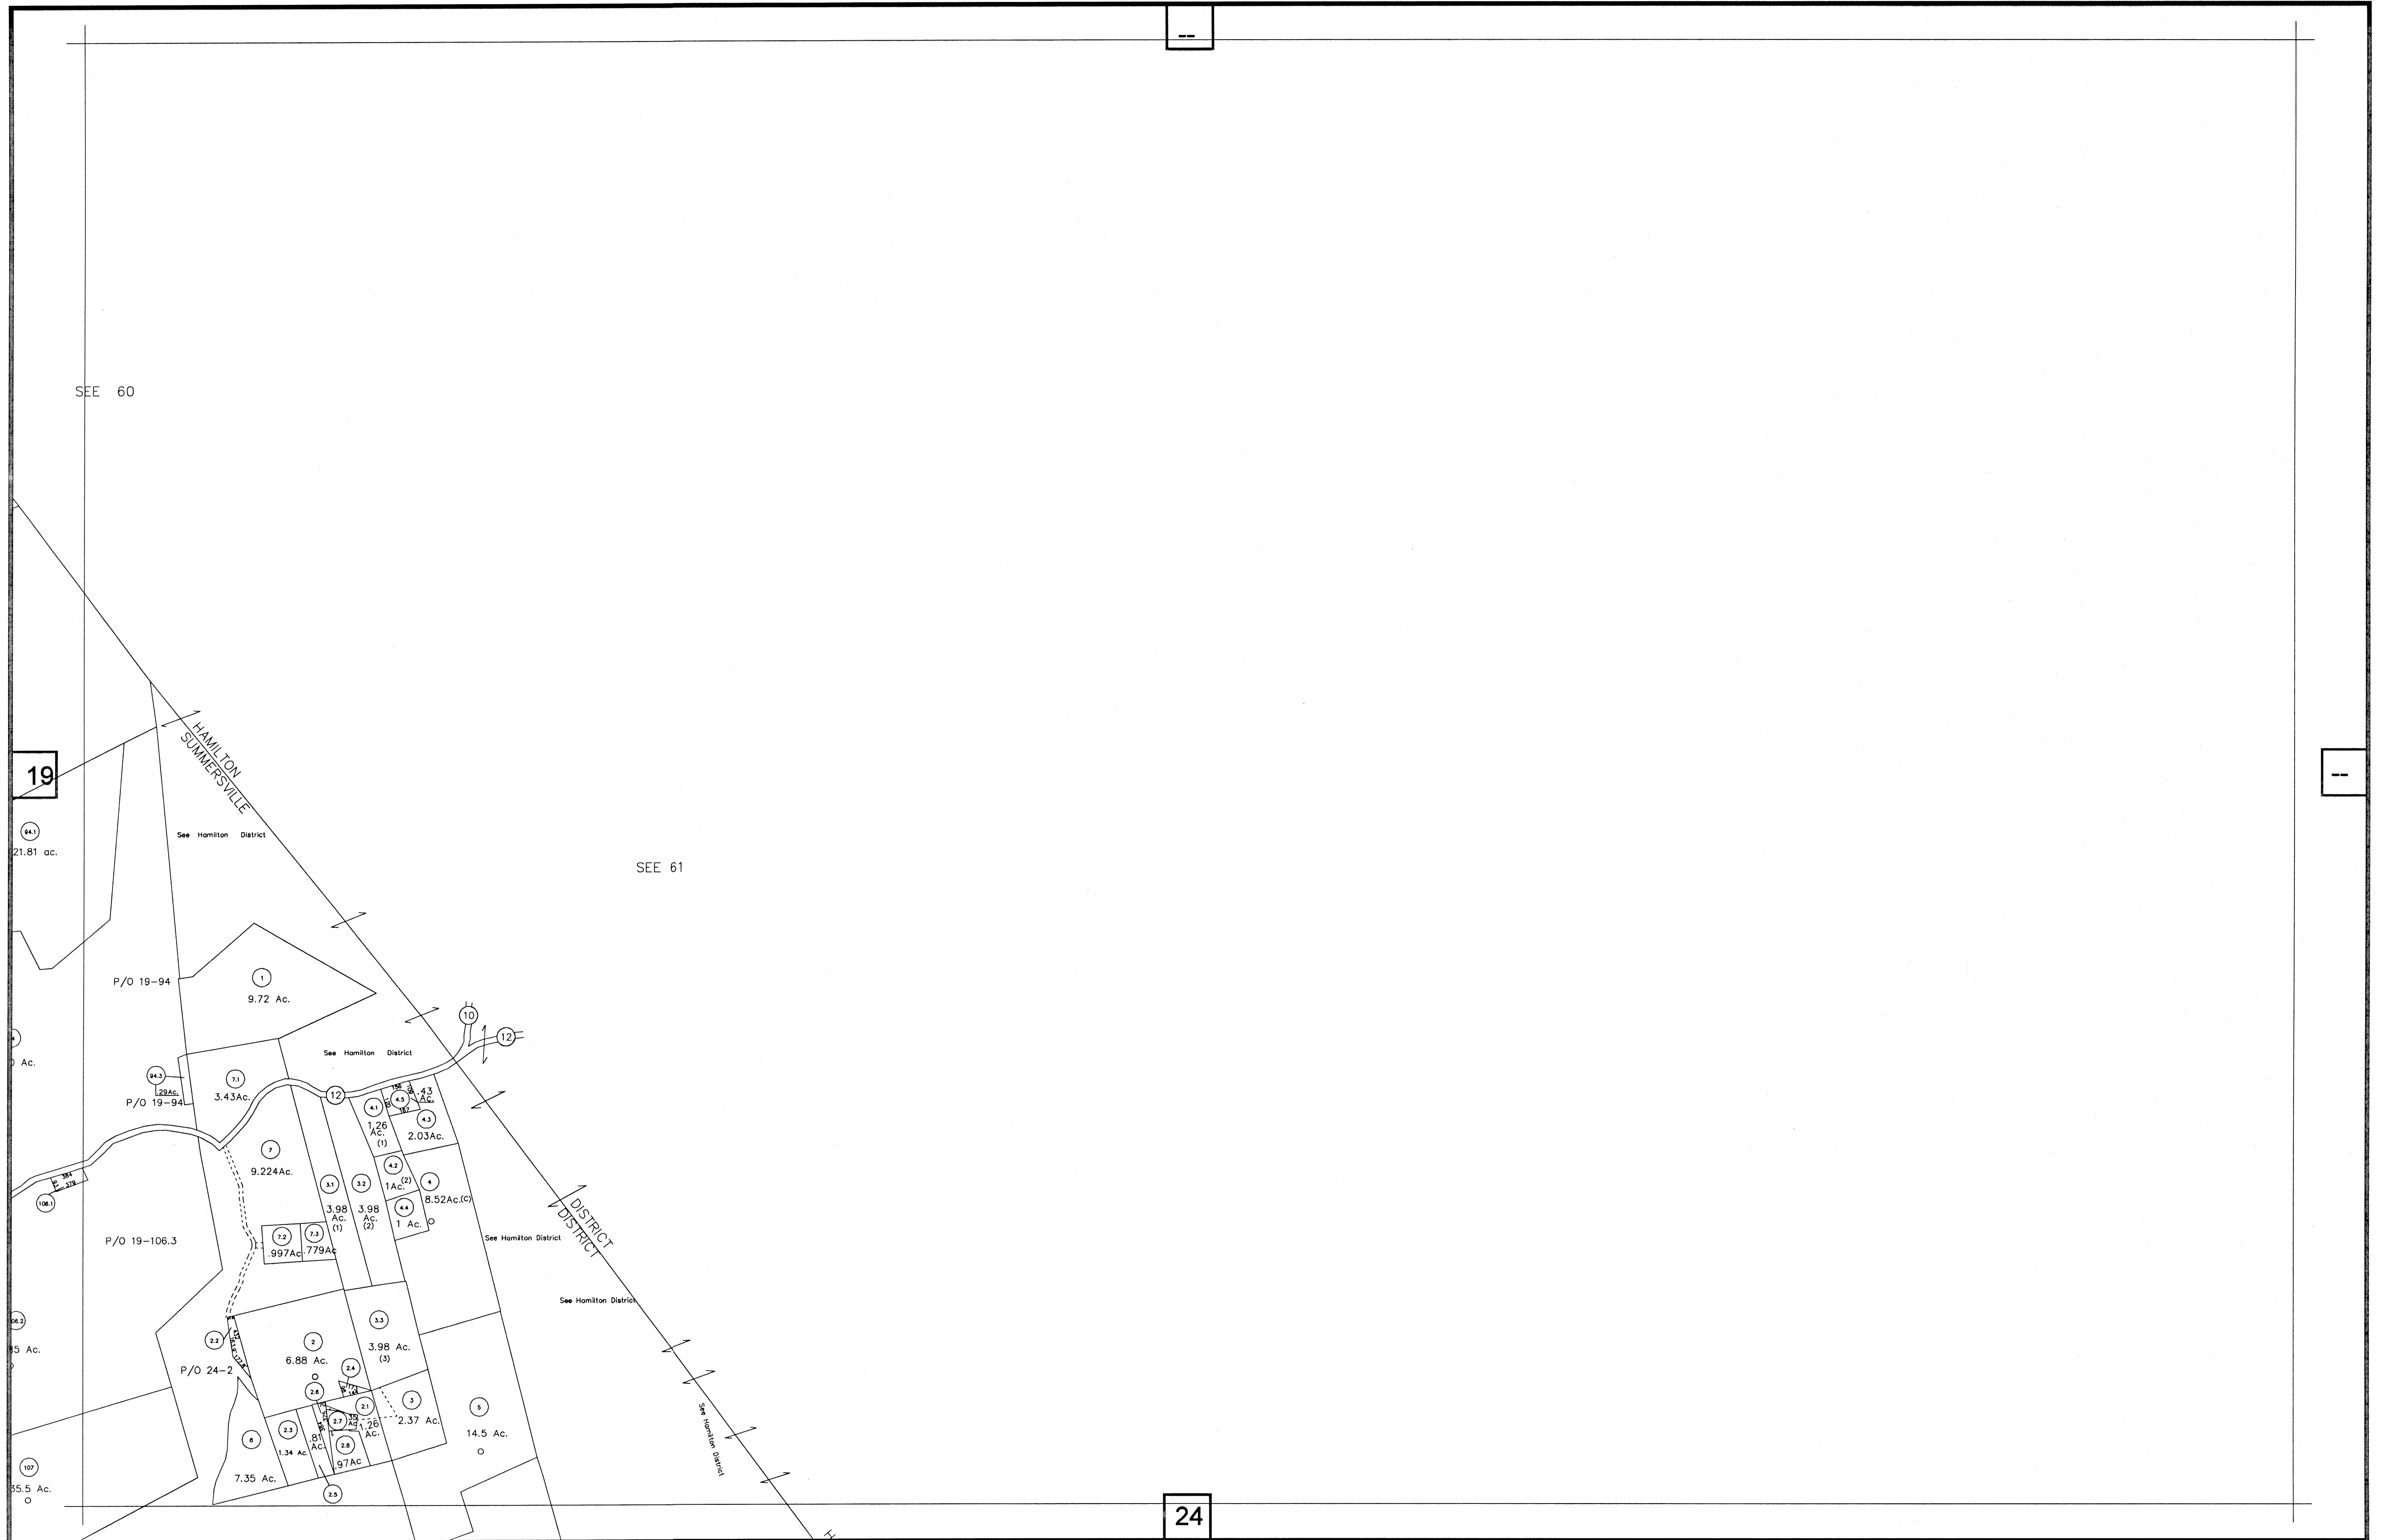 --
SEE 60
HAMILTON
SUMMERSVILLE
19
--
94.1
21.81 ac.
See Hamilton District
SEE 61
P/O 19-94
1
9.72 Ac.
10
12
Ac.
See Hamilton District
94.3
.29Ac.
P/O 19-94
7.1
3.43Ac.
12
156
109
.43
Ac.
4.5
187
4.1
1.26
Ac.
(1)
4.3
2.03Ac.
7
9.224Ac.
4.2
(2)
1Ac.
4
8.52Ac.(C)
384
379
106.1
3.1
3.98
Ac.
(1)
3.2
3.98
Ac.
(2)
4.4
1 Ac.
DISTRICT
DISTRICT
P/O 19-106.3
7.2
.997Ac
7.3
.779Ac
See Hamilton District
See Hamilton District
2.2
435
2
6.88 Ac.
3.3
3.98 Ac.
(3)
P/O 24-2
2.4
2.6
2.1
1.26
Ac.
3
2.37 Ac.
2.7
.35
Ac
5
14.5 Ac.
See Hamilton District
6
7.35 Ac.
2.3
1.34 Ac.
.81
Ac.
2.8
.97Ac
2.5
107
35.5 Ac.
24
H